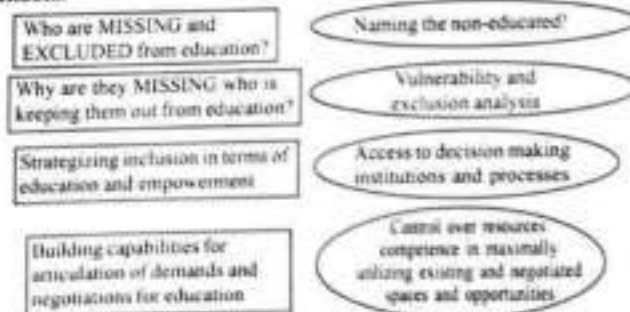 Who are MISSING and
EXCLUDED from education?
Naming the non-educated?
Why are they MISSING who is
keeping them out from education?
Vulnerability and
exclusion analysis
Strategizing inclusion in terms of
education and empowerment
Access to decision making
institutions and processes
Building capabilities for
articulation of demands and
negotiations for education
Control over resources
competence in maximally
utilizing existing and negotiated
spaces and opportunities